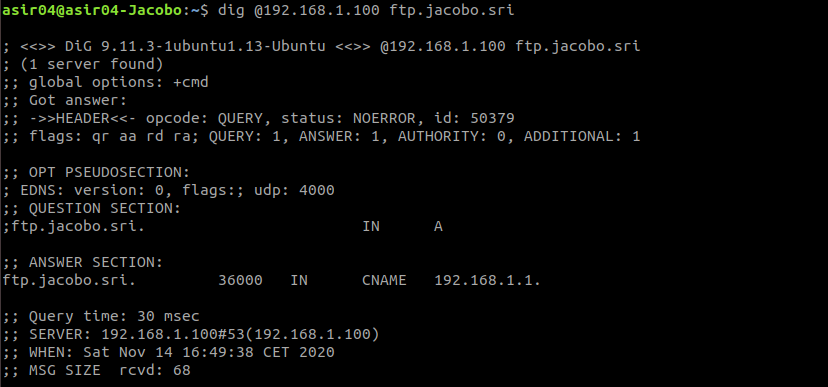 asir04@asir04-Jacobo:~$ dig @192.168.1.100 ftp.jacobo.sri
; <<>> DiG 9.11.3-1ubuntu1.13-Ubuntu <<>> @192.168.1.100 ftp.jacobo.sri
; (1 server found)
;; global options: +cmd
;; Got answer:
;; ->>HEADER<<- opcode: QUERY, status: NOERROR, id: 50379
;; flags: qr aa rd ra; QUERY: 1, ANSWER: 1, AUTHORITY: 0, ADDITIONAL: 1
;; OPT PSEUDOSECTION:
; EDNS: version: 0, flags:; udp: 4000
;; QUESTION SECTION:
;ftp.jacobo.sri. IN A
;; ANSWER SECTION:
ftp.jacobo.sri. 36000 IN CNAME 192.168.1.1.
;; Query time: 30 msec
;; SERVER: 192.168.1.100#53(192.168.1.100)
;; WHEN: Sat Nov 14 16:49:38 CET 2020
;; MSG SIZE rcvd: 68